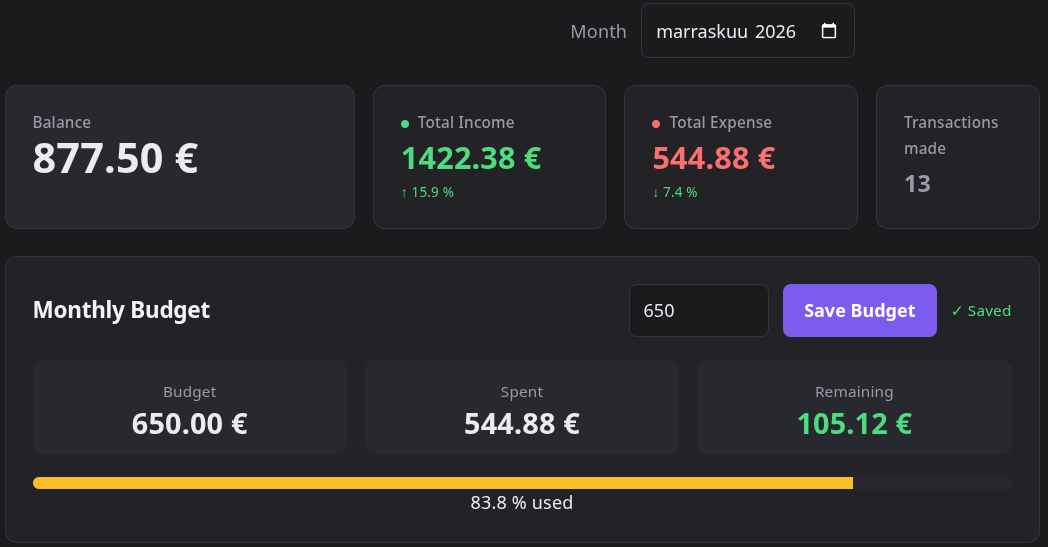 Month
marraskuu 2026
Balance
877.50 €
Total Income
1422.38 €
↑ 15.9 %
Total Expense
544.88 €
↓ 7.4 %
Transactions
made
13
Monthly Budget
650
Save Budget
✓ Saved
Budget
650.00 €
Spent
544.88 €
Remaining
105.12 €
83.8 % used